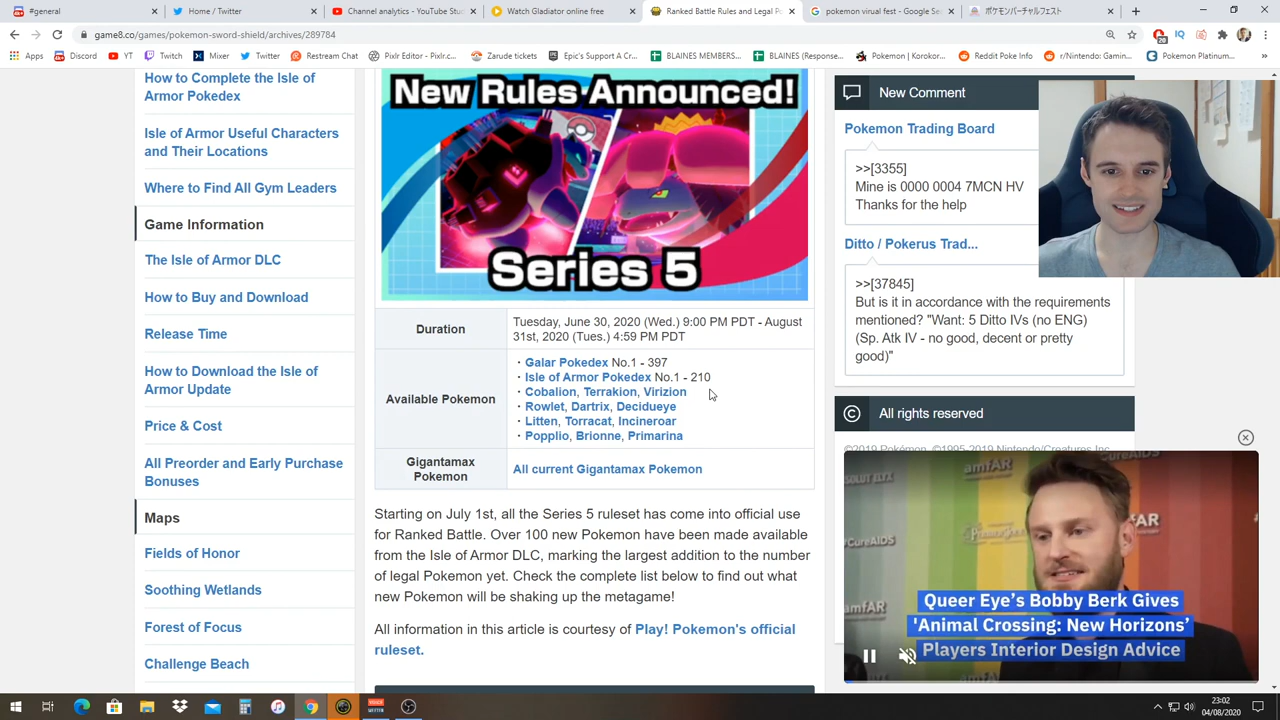 #general
Home / Twitter
Channel analytics - YouTube Stu
Watch Gladiator online free
Ranked Battle Rules and Legal P
pokemon virual fest - Google Se
ポケモンバーチャルフェスト
game8.co/games/pokemon-sword-shield/archives/289784
Apps
Discord
YT
Twitch
Mixer
Twitter
Restream Chat
Pixlr Editor - Pixlr.c...
Zarude tickets
Epic's Support A Cr...
BLAINES MEMBERS...
BLAINES (Response...
Pokemon | Korokor...
Reddit Poke Info
r/Nintendo: Gamin...
Pokemon Platinum...
How to Complete the Isle of
Armor Pokedex
Isle of Armor Useful Characters
and Their Locations
Where to Find All Gym Leaders
Game Information
The Isle of Armor DLC
How to Buy and Download
Release Time
How to Download the Isle of
Armor Update
Price & Cost
All Preorder and Early Purchase
Bonuses
Maps
Fields of Honor
Soothing Wetlands
Forest of Focus
Challenge Beach
New Rules Announced!
Series 5
Duration
Tuesday, June 30, 2020 (Wed.) 9:00 PM PDT - August
31st, 2020 (Tues.) 4:59 PM PDT
Available Pokemon
・Galar Pokedex No.1 - 397
・Isle of Armor Pokedex No.1 - 210
・Cobalion, Terrakion, Virizion
・Rowlet, Dartrix, Decidueye
・Litten, Torracat, Incineroar
・Popplio, Brionne, Primarina
Gigantamax
Pokemon
All current Gigantamax Pokemon
Starting on July 1st, all the Series 5 ruleset has come into official use
for Ranked Battle. Over 100 new Pokemon have been made available
from the Isle of Armor DLC, marking the largest addition to the number
of legal Pokemon yet. Check the complete list below to find out what
new Pokemon will be shaking up the metagame!
All information in this article is courtesy of Play! Pokemon's official
ruleset.
New Comment
Pokemon Trading Board
>>[3355]
Mine is 0000 0004 7MCN HV
Thanks for the help
Ditto / Pokerus Trad...
>>[37845]
But is it in accordance with the requirements
mentioned? "Want: 5 Ditto IVs (no ENG)
(Sp. Atk IV - no good, decent or pretty
good)"
All rights reserved
©2019 Pokémon. ©1995-2019 Nintendo/Creatures Inc.
amfAR
Queer Eye's Bobby Berk Gives
'Animal Crossing: New Horizons'
Players Interior Design Advice
23:02
04/08/2020